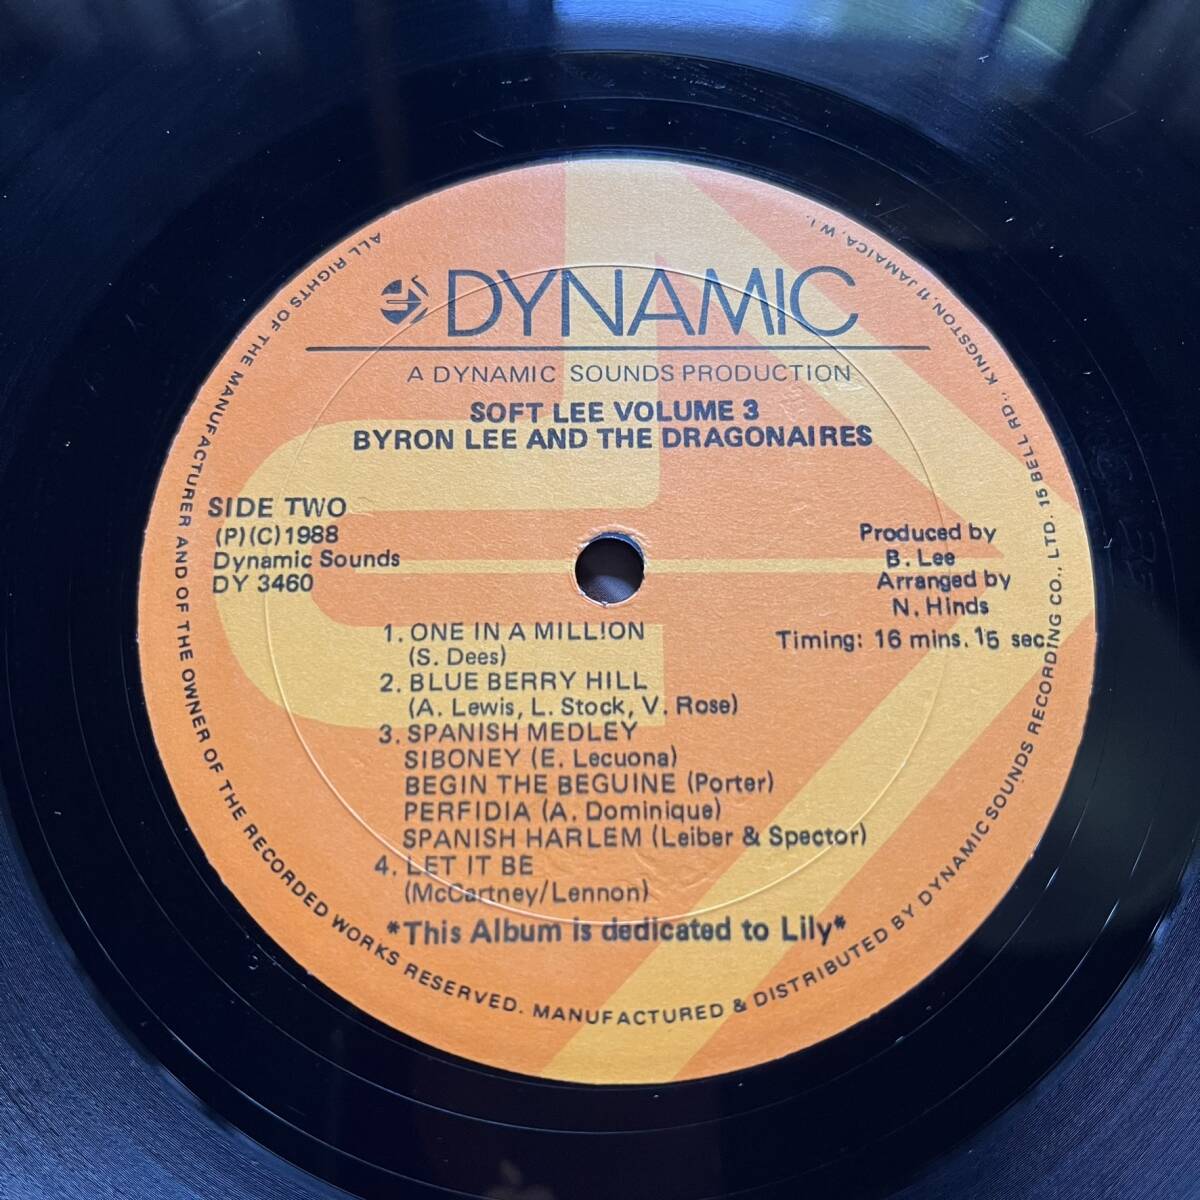 DYNAMIC
A DYNAMIC SOUNDS PRODUCTION
SOFT LEE VOLUME 3
BYRON LEE AND THE DRAGONAIRES
SIDE TWO
(P)(C)1988
Dynamic Sounds
DY 3460
Produced by
B. Lee
Arranged by
N. Hinds
Timing: 16 mins. 15 sec.
1. ONE IN A MILL!ON
(S. Dees)
2. BLUE BERRY HILL
(A. Lewis, L. Stock, V. Rose)
3. SPANISH MEDLEY
SIBONEY (E. Lecuona)
BEGIN THE BEGUINE (Porter)
PERFIDIA (A. Dominique)
SPANISH HARLEM (Leiber & Spector)
4. LET IT BE
(McCartney/Lennon)
*This Album is dedicated to Lily*
ALL RIGHTS OF THE MANUFACTURER AND OF THE OWNER OF THE RECORDED WORKS RESERVED. MANUFACTURED & DISTRIBUTED BY DYNAMIC SOUNDS RECORDING CO., LTD. 15 BELL RD., KINGSTON, 11 JAMAICA, W.I.